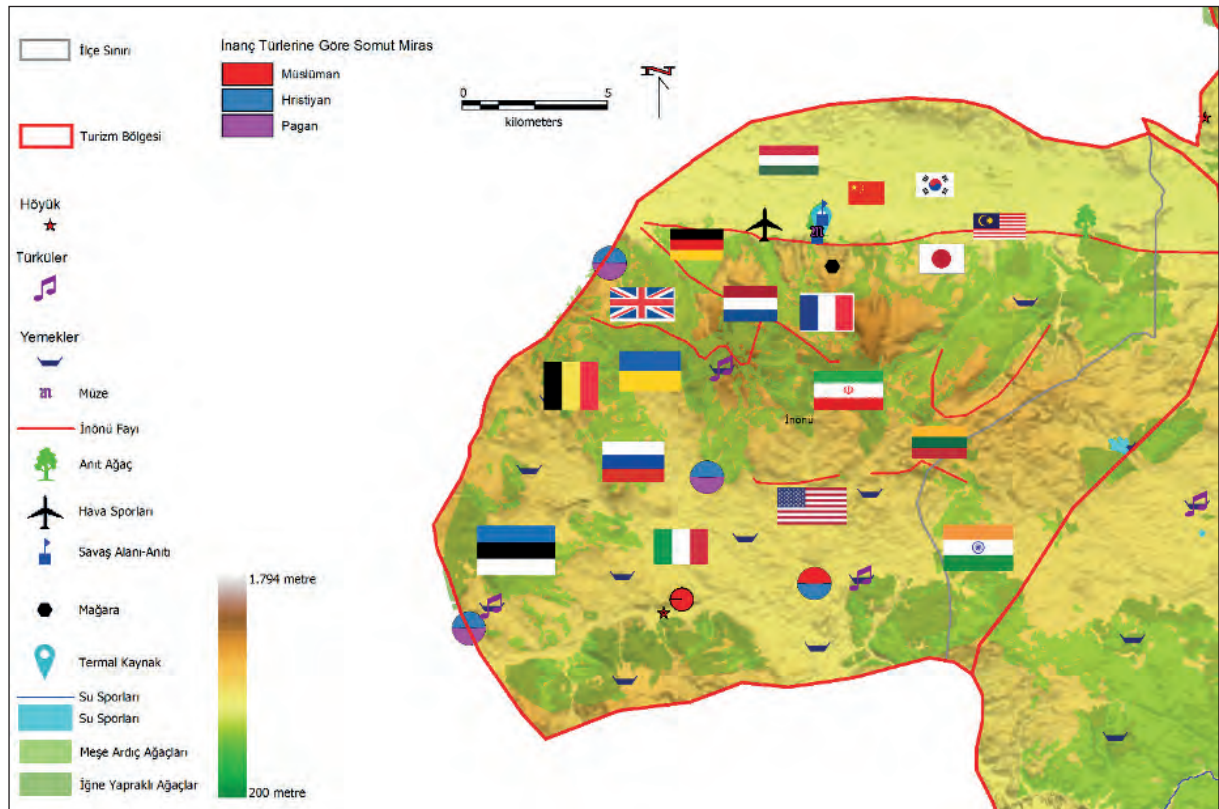 İlçe Sınırı
Turizm Bölgesi
Höyük
Türküler
Yemekler
Müze
İnönü Fayı
Anıt Ağaç
Hava Sporları
Savaş Alanı-Anıtı
Mağara
Termal Kaynak
Su Sporları
Su Sporları
Meşe Ardıç Ağaçları
İğne Yapraklı Ağaçlar
İnanç Türlerine Göre Somut Miras
Müslüman
Hristiyan
Pagan
1.794 metre
200 metre
0 5
kilometers
N
İnönü